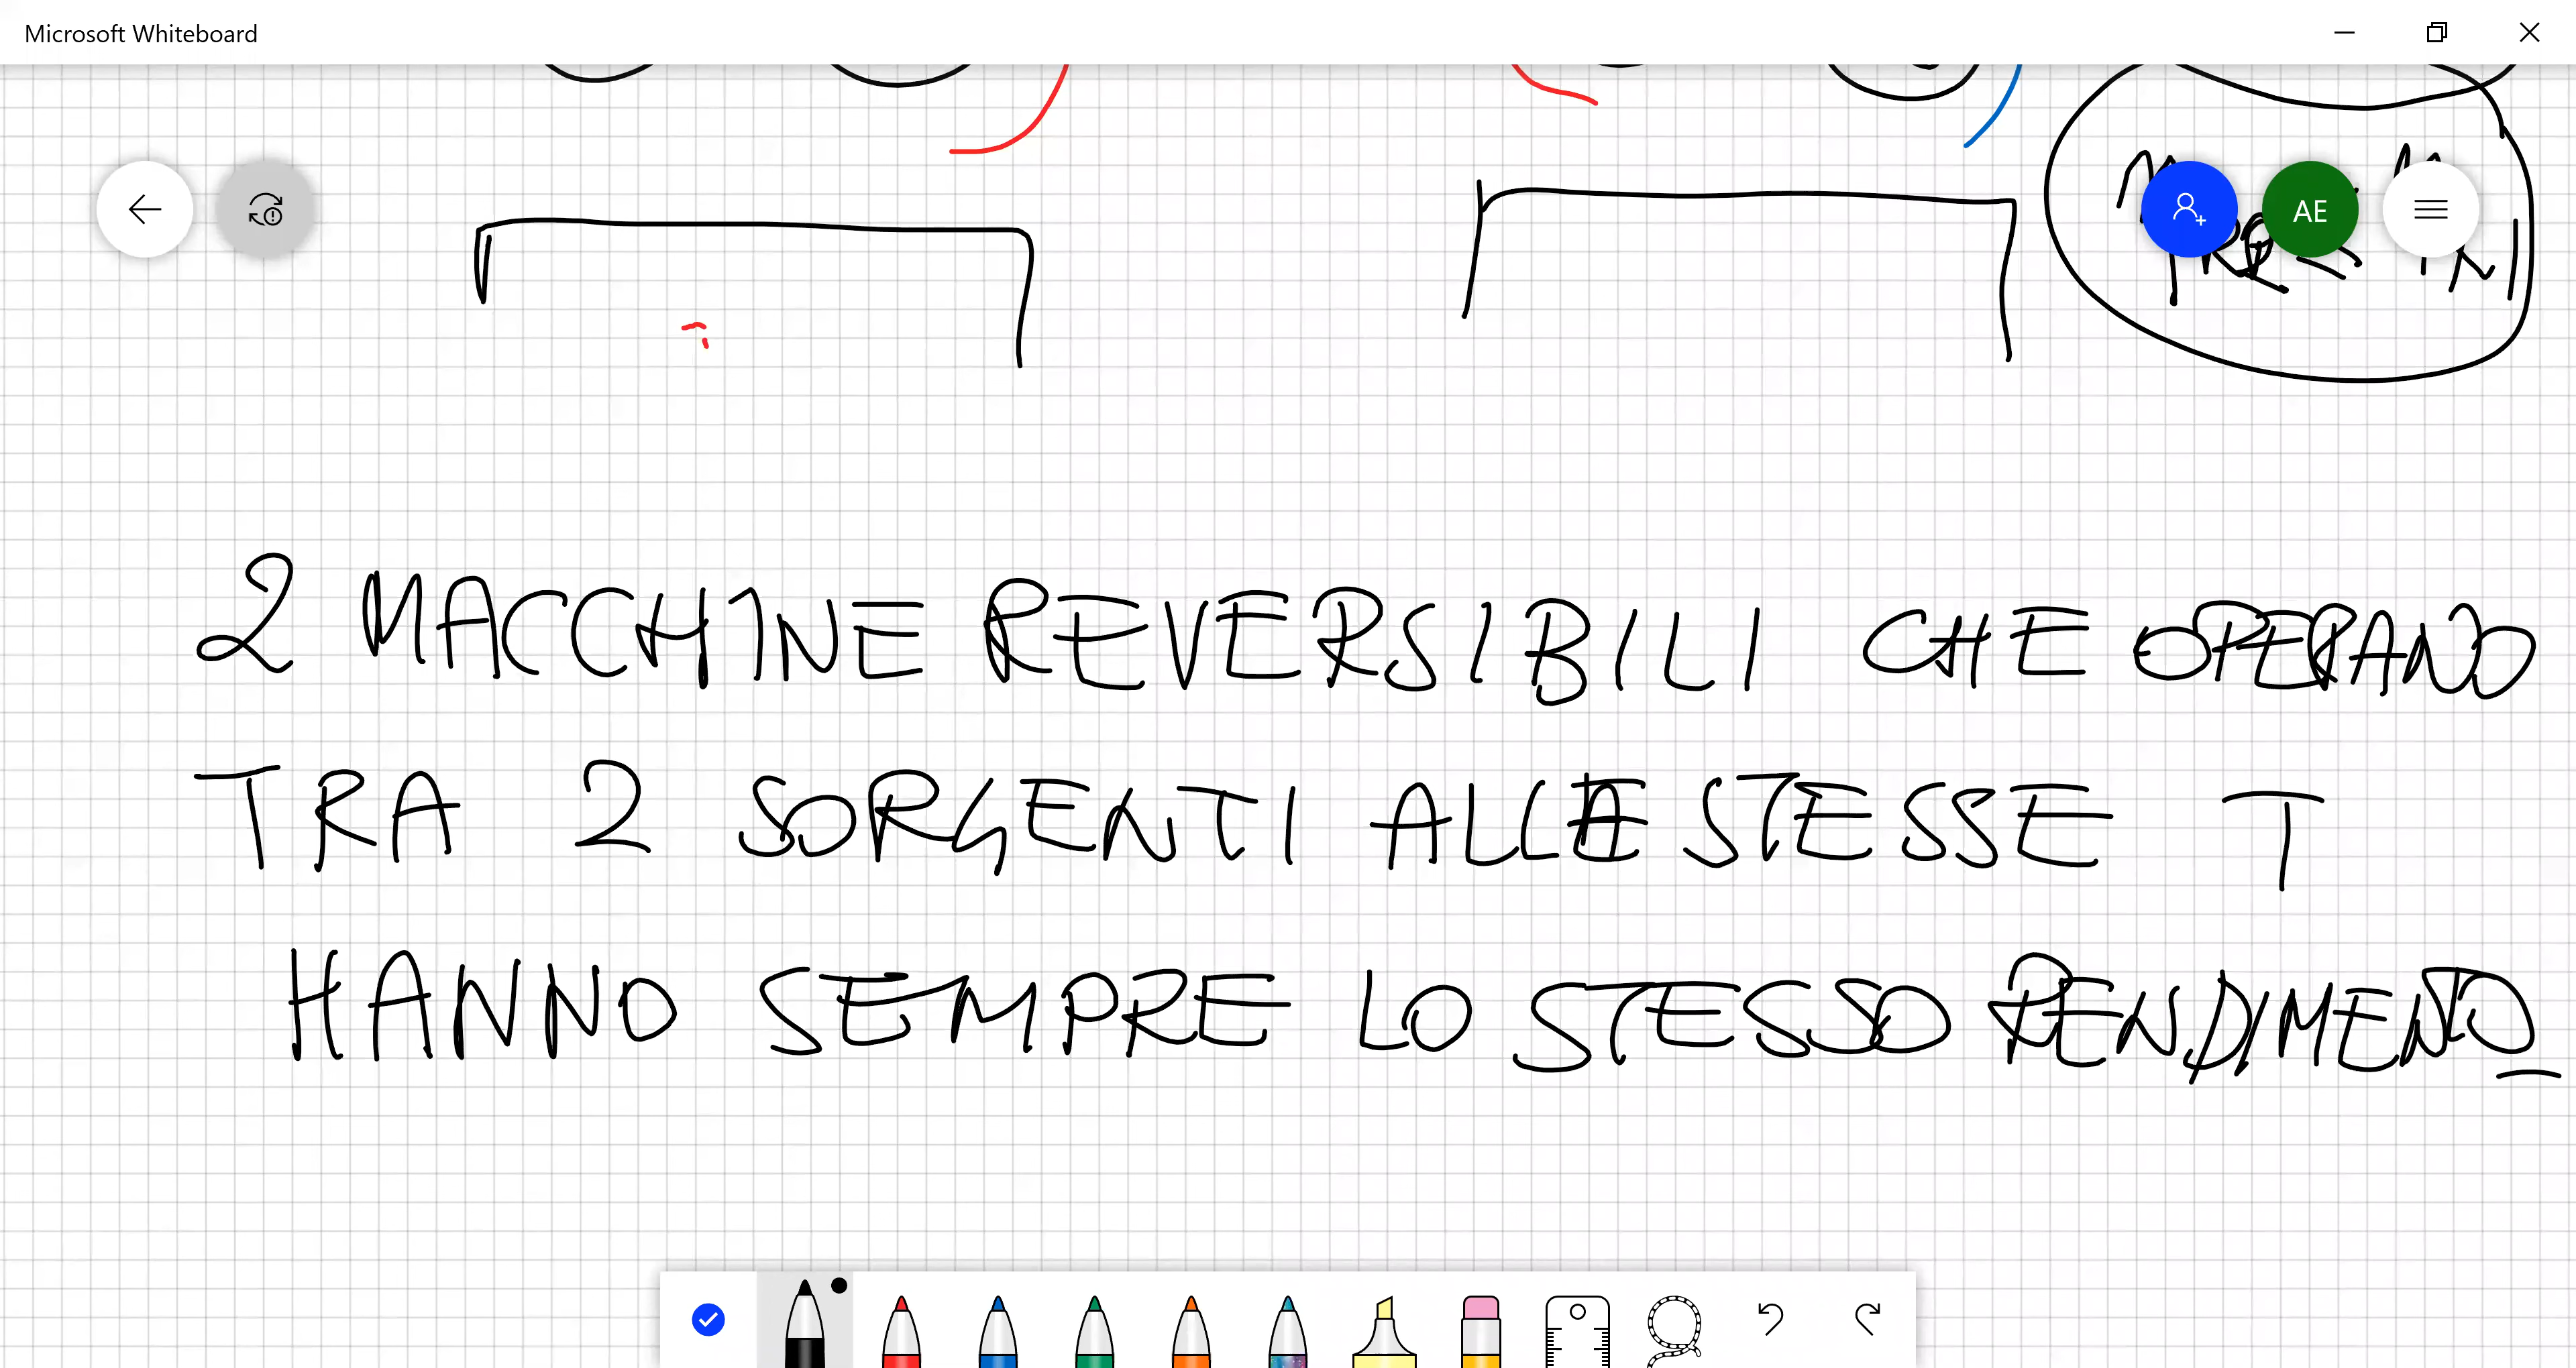 Microsoft Whiteboard
AE
2 MACCHINE REVERSIBILI CHE OPERANO
TRA 2 SORGENTI ALLE STESSE T
HANNO SEMPRE LO STESSO RENDIMENTO